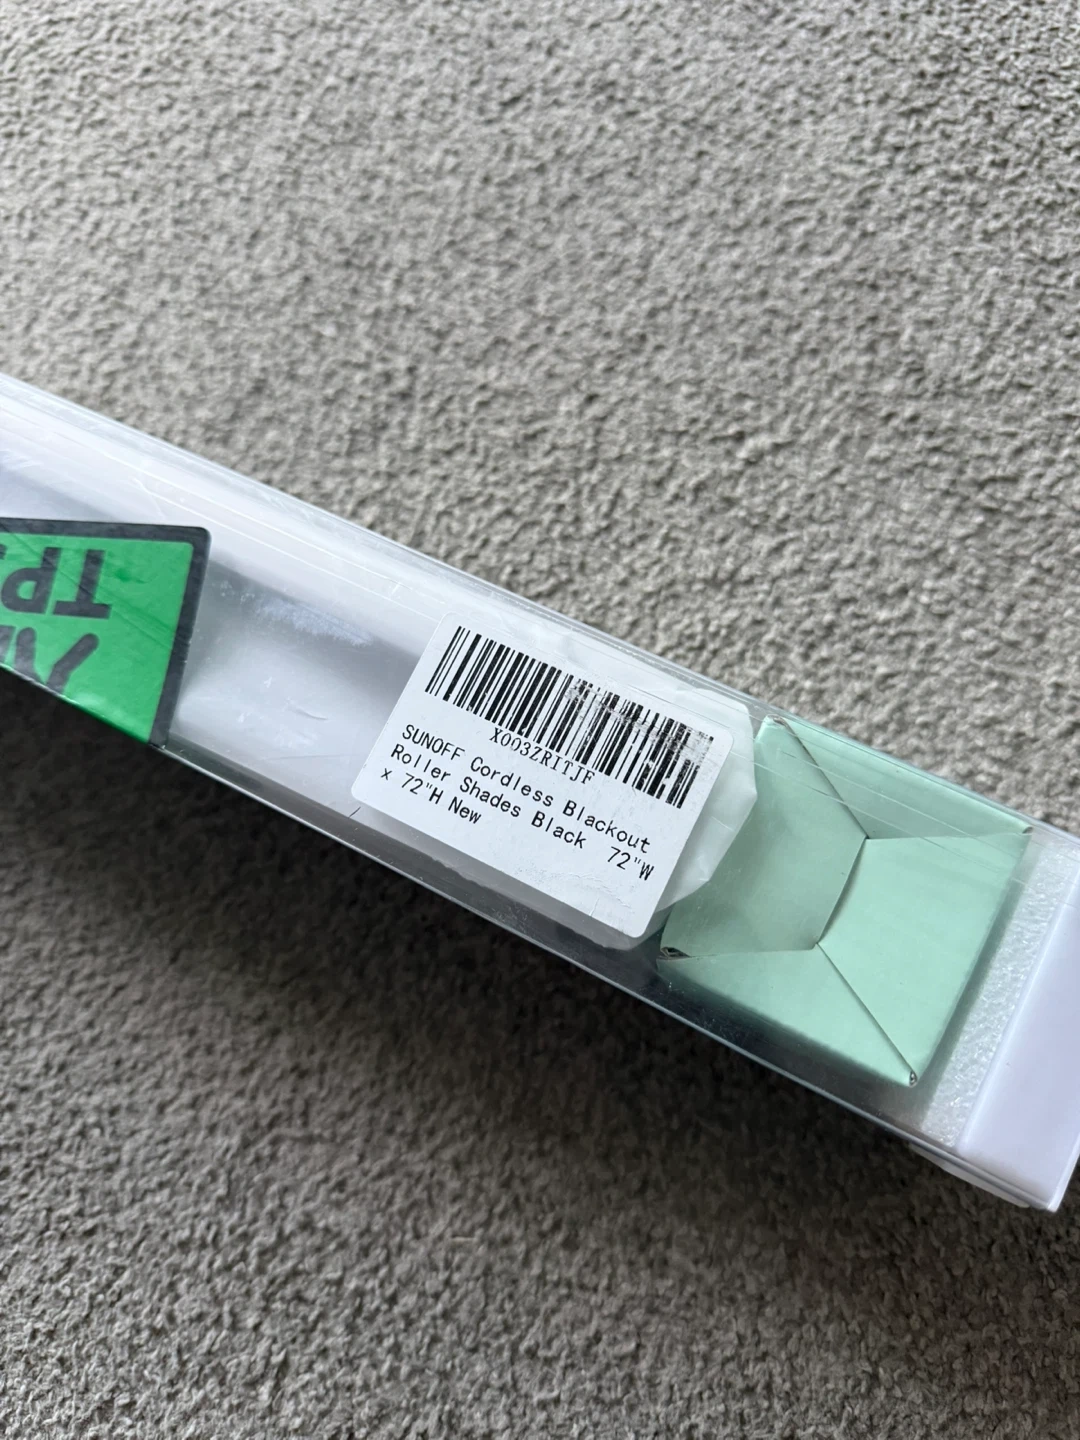 X003ZRITJF
SUNOFF Cordless Blackout
Roller Shades Black 72"W
x 72"H New